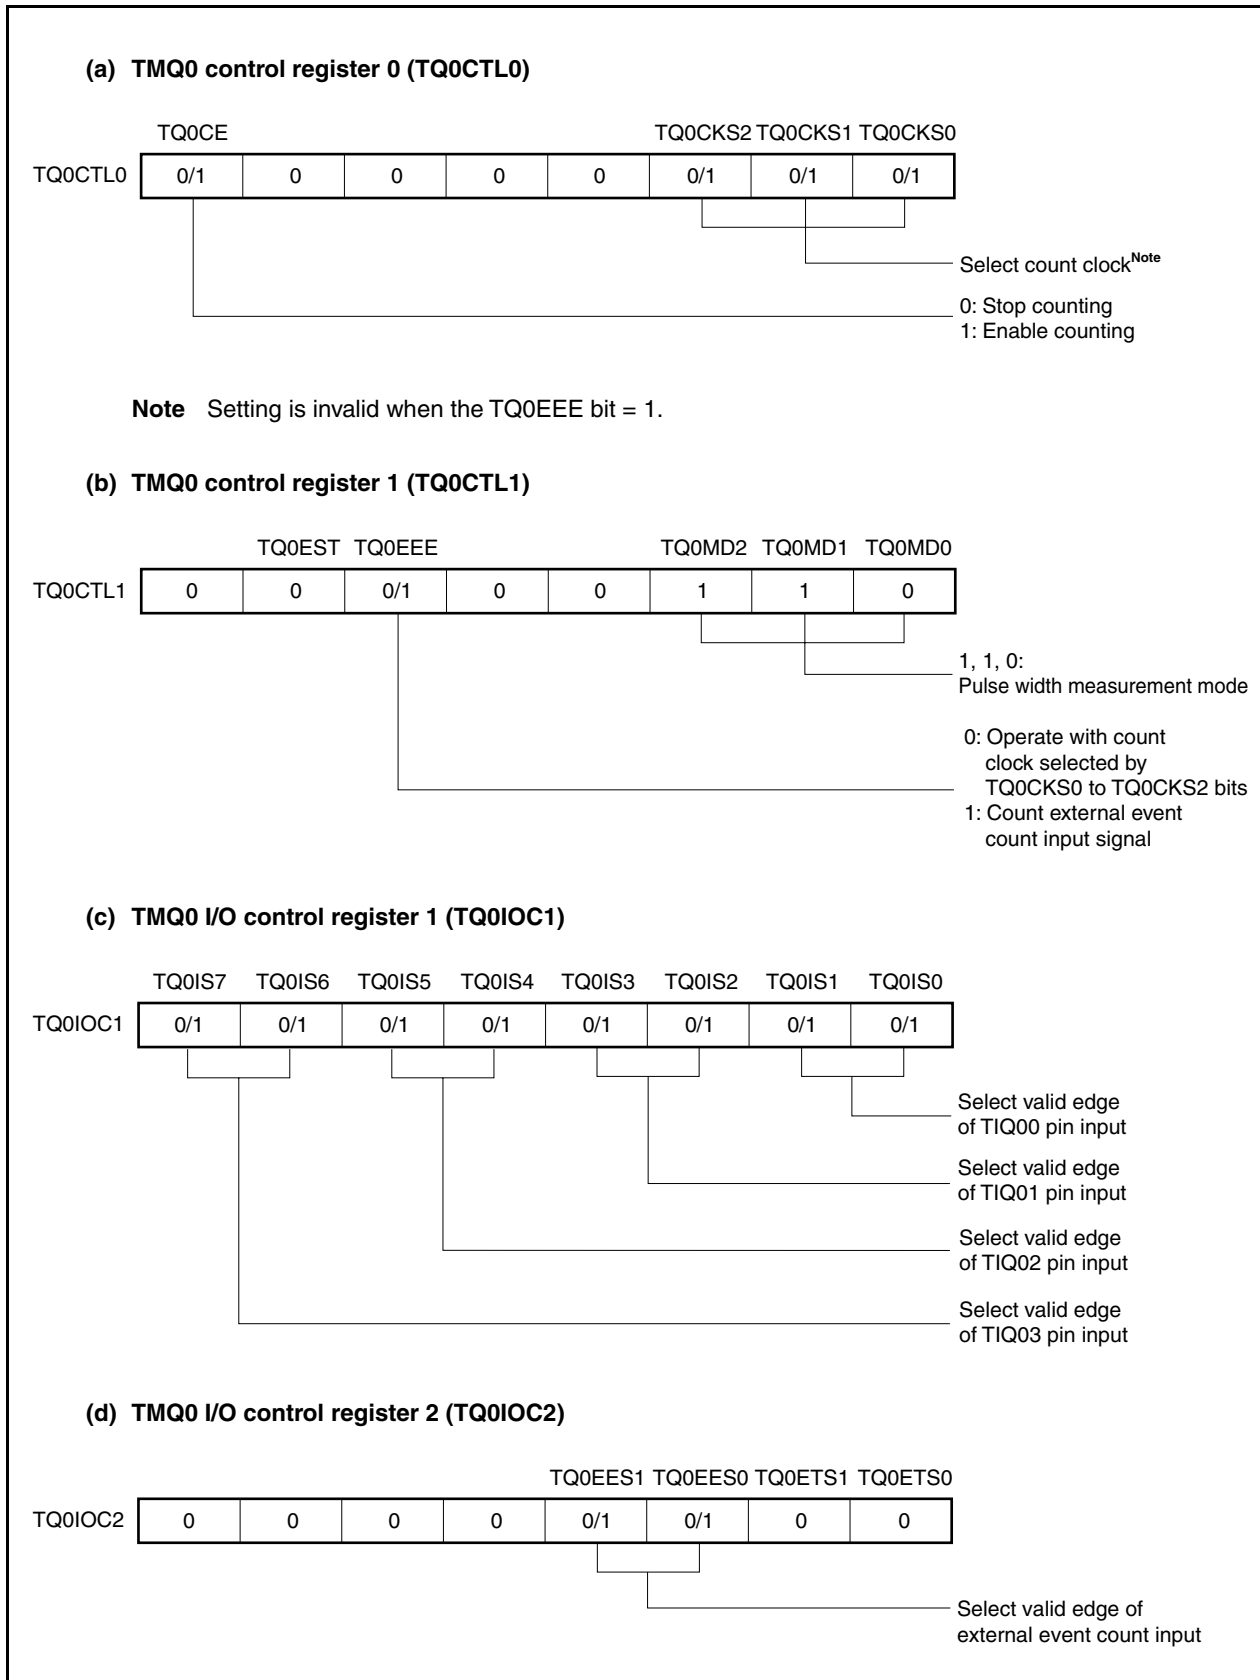 (a) TMQ0 control register 0 (TQ0CTL0)
TQ0CE TQ0CKS2 TQ0CKS1 TQ0CKS0
TQ0CTL0 0/1 0 0 0 0 0/1 0/1 0/1
Select count clockNote
0: Stop counting
1: Enable counting
Note Setting is invalid when the TQ0EEE bit = 1.
(b) TMQ0 control register 1 (TQ0CTL1)
TQ0EST TQ0EEE TQ0MD2 TQ0MD1 TQ0MD0
TQ0CTL1 0 0 0/1 0 0 1 1 0
1, 1, 0:
Pulse width measurement mode
0: Operate with count
clock selected by
TQ0CKS0 to TQ0CKS2 bits
1: Count external event
count input signal
(c) TMQ0 I/O control register 1 (TQ0IOC1)
TQ0IS7 TQ0IS6 TQ0IS5 TQ0IS4 TQ0IS3 TQ0IS2 TQ0IS1 TQ0IS0
TQ0IOC1 0/1 0/1 0/1 0/1 0/1 0/1 0/1 0/1
Select valid edge
of TIQ00 pin input
Select valid edge
of TIQ01 pin input
Select valid edge
of TIQ02 pin input
Select valid edge
of TIQ03 pin input
(d) TMQ0 I/O control register 2 (TQ0IOC2)
TQ0EES1 TQ0EES0 TQ0ETS1 TQ0ETS0
TQ0IOC2 0 0 0 0 0/1 0/1 0 0
Select valid edge of
external event count input